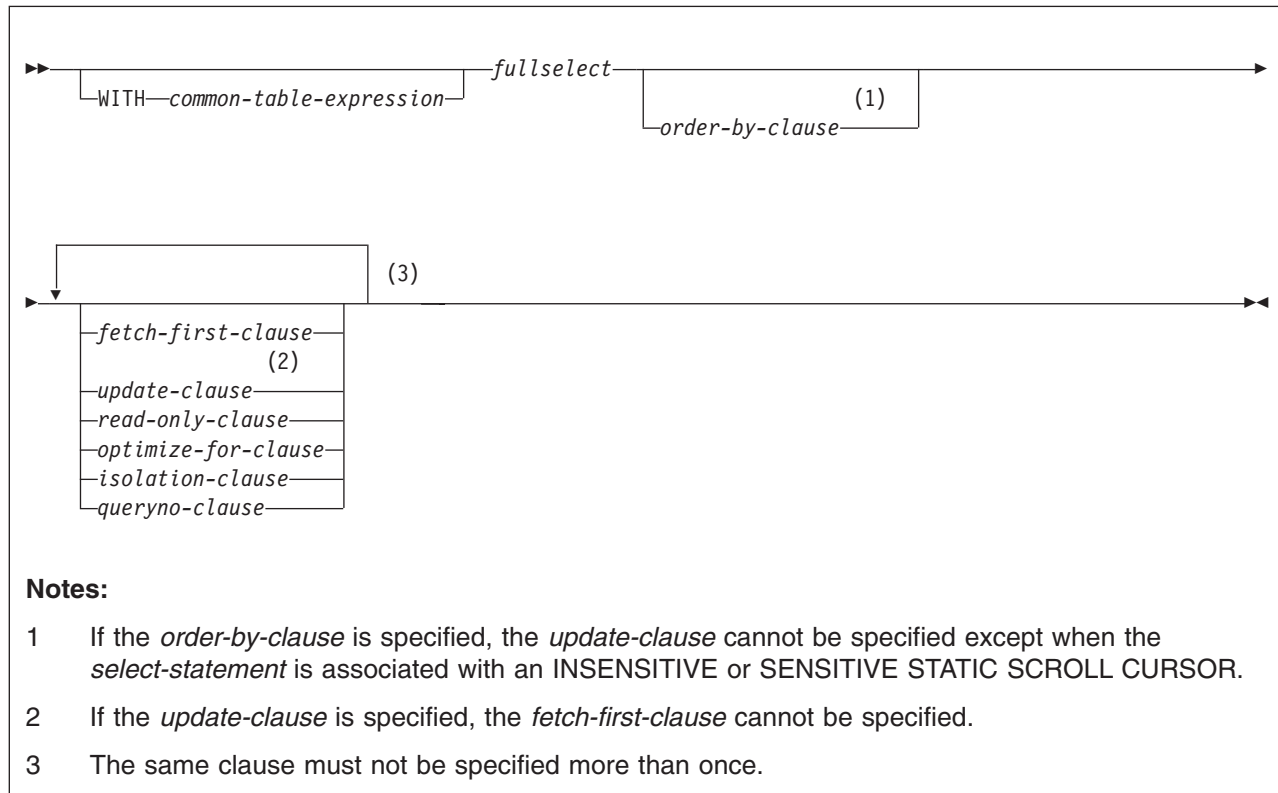 fullselect
WITH common-table-expression (1)
order-by-clause
(3)
fetch-first-clause
(2)
update-clause
read-only-clause
optimize-for-clause
isolation-clause
queryno-clause
Notes:
1 If the order-by-clause is specified, the update-clause cannot be specified except when the
select-statement is associated with an INSENSITIVE or SENSITIVE STATIC SCROLL CURSOR.
2 If the update-clause is specified, the fetch-first-clause cannot be specified.
3 The same clause must not be specified more than once.